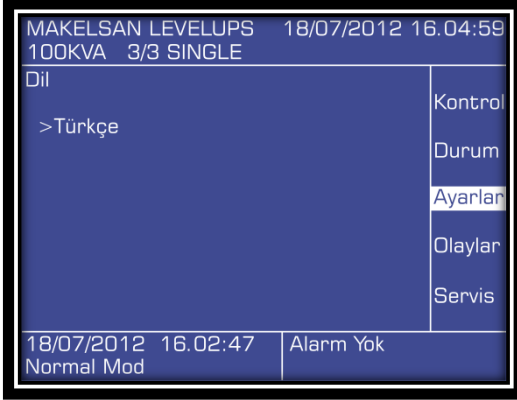 MAKELSAN LEVELUPS 18/07/2012 16.04:59
100KVA 3/3 SINGLE
Dil
>Türkçe
Kontrol
Durum
Ayarlar
Olaylar
Servis
18/07/2012 16.02:47
Normal Mod
Alarm Yok